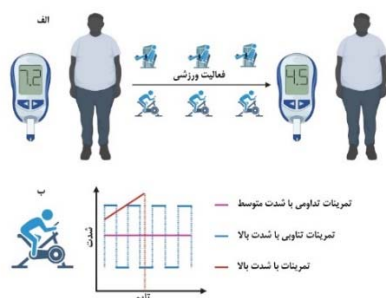 الف
7.2
فعالیت ورزشی
4.5
ب
شدت
تمرینات تداومی با شدت متوسط
تمرینات تناوبی با شدت بالا
تمرینات با شدت بالا